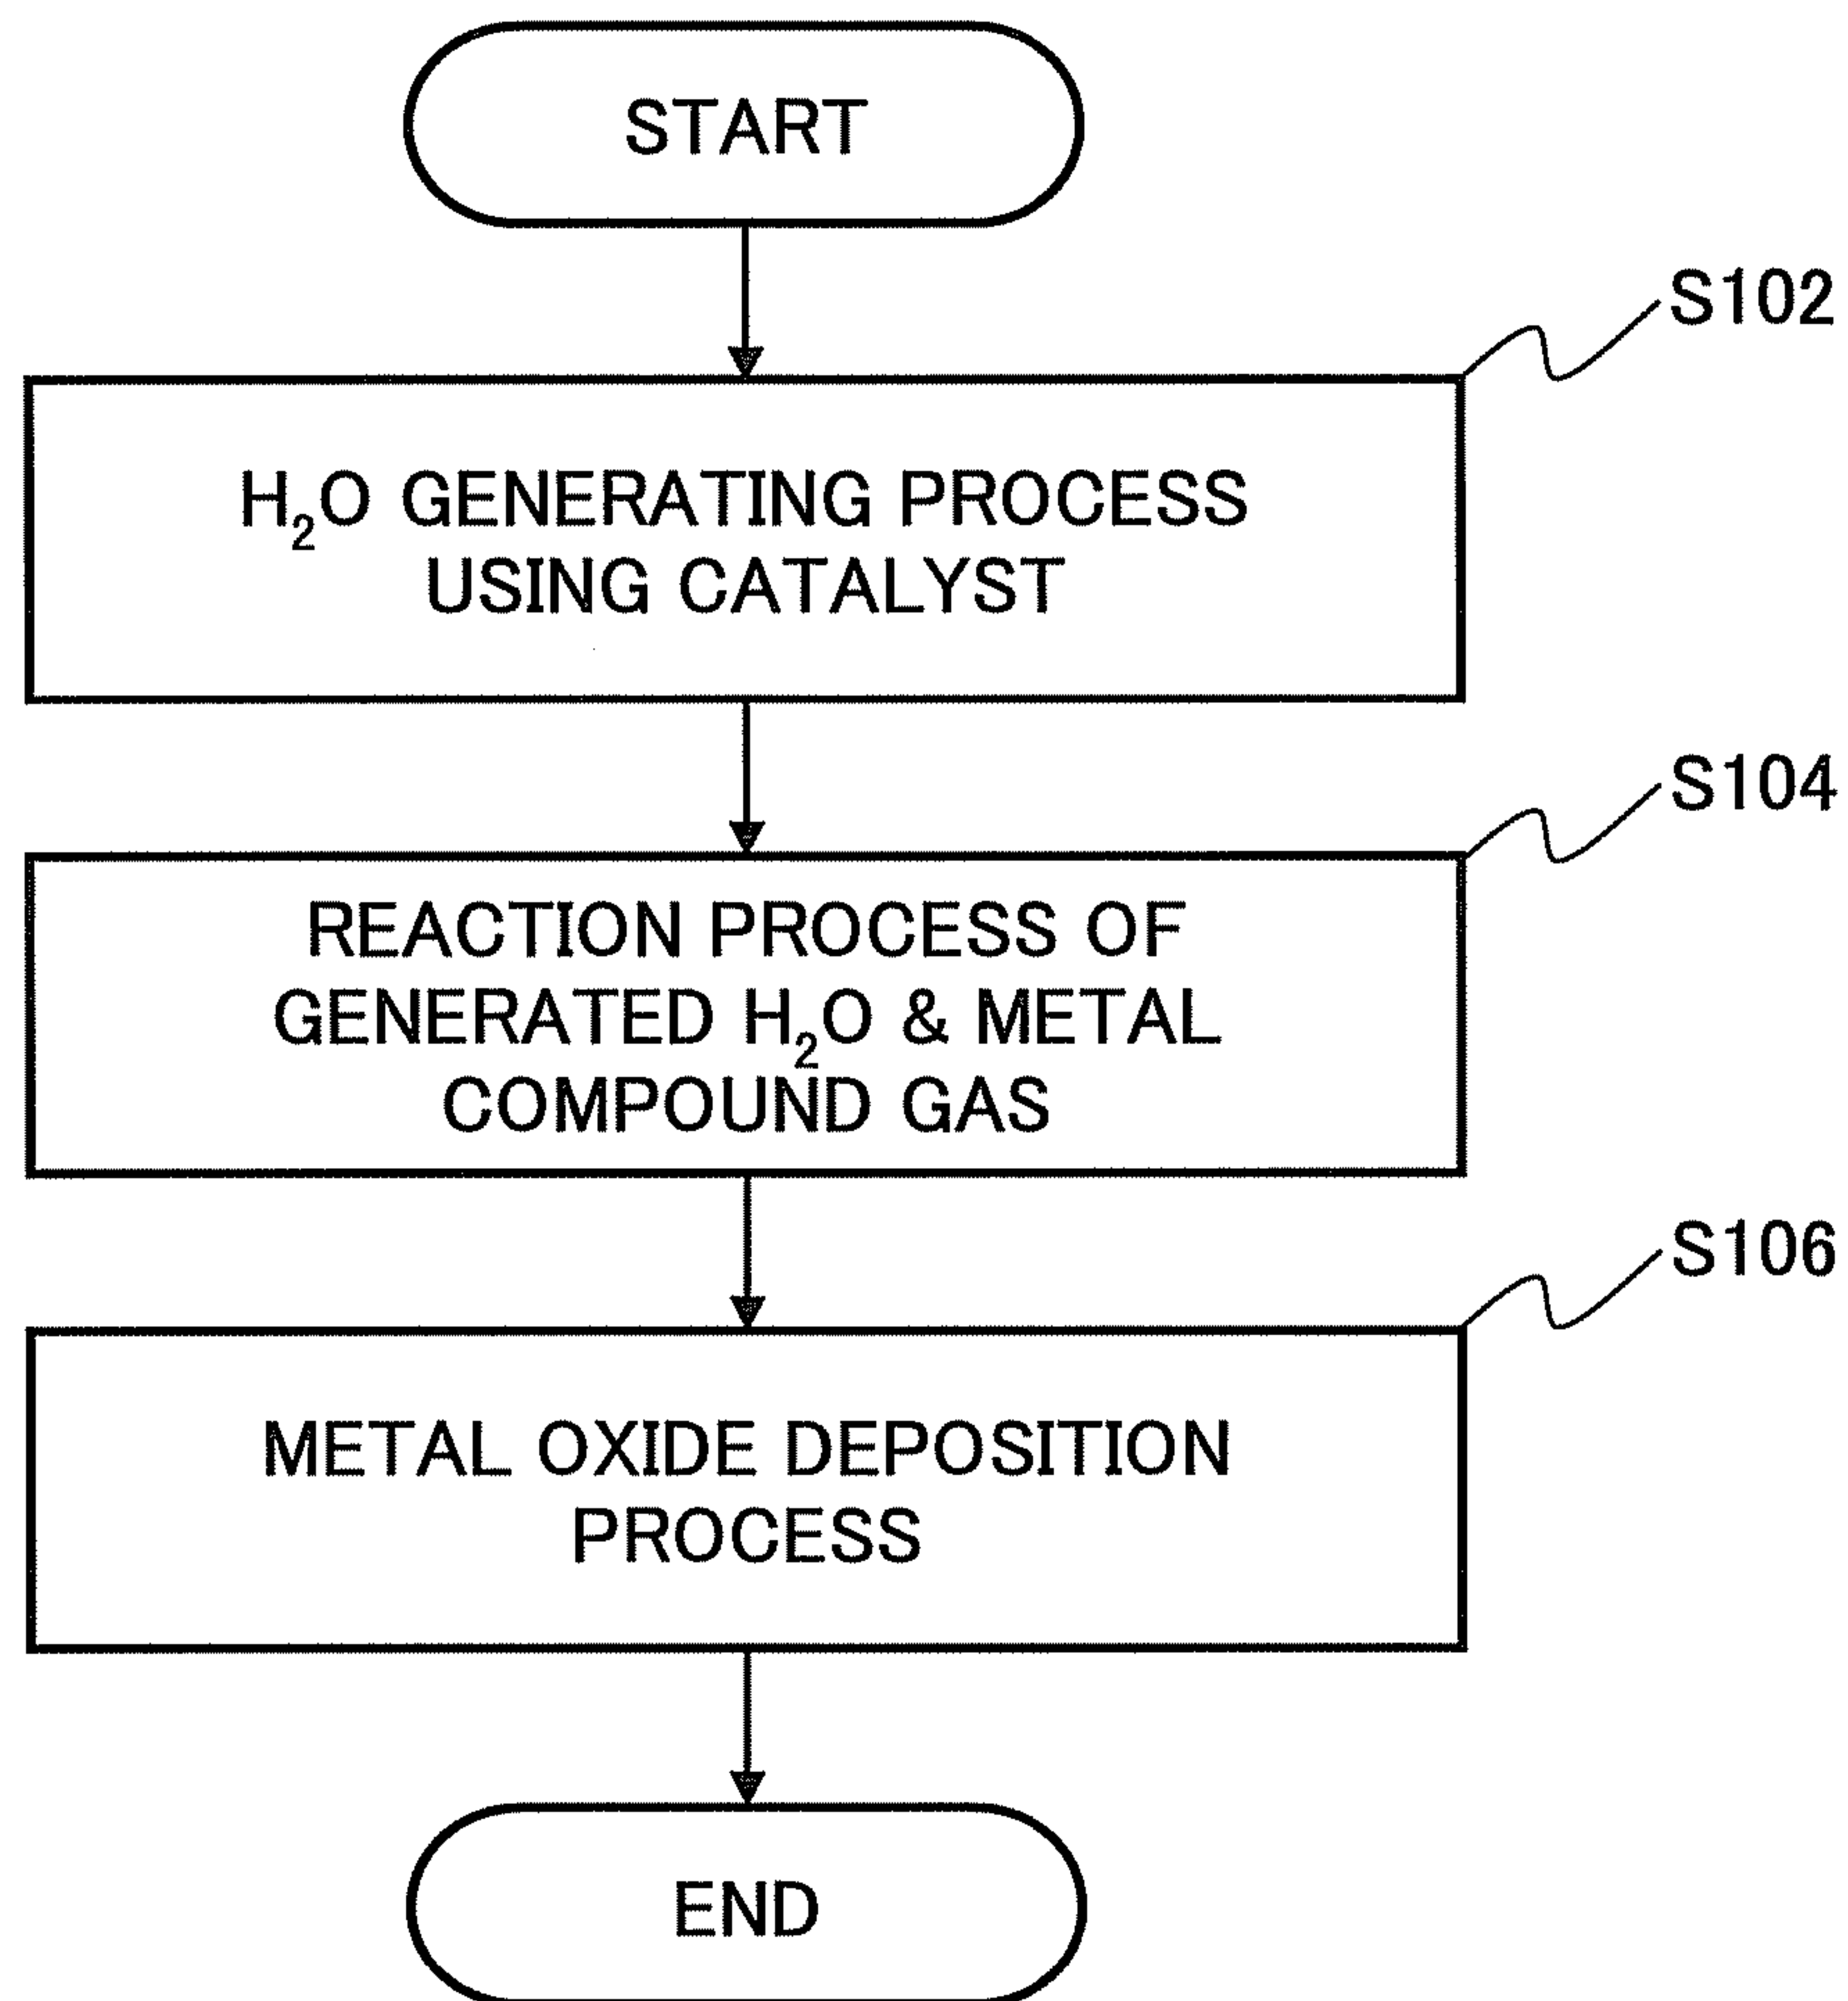 START
S102
H₂O GENERATING PROCESS
USING CATALYST
S104
REACTION PROCESS OF
GENERATED H₂O & METAL
COMPOUND GAS
S106
METAL OXIDE DEPOSITION
PROCESS
END